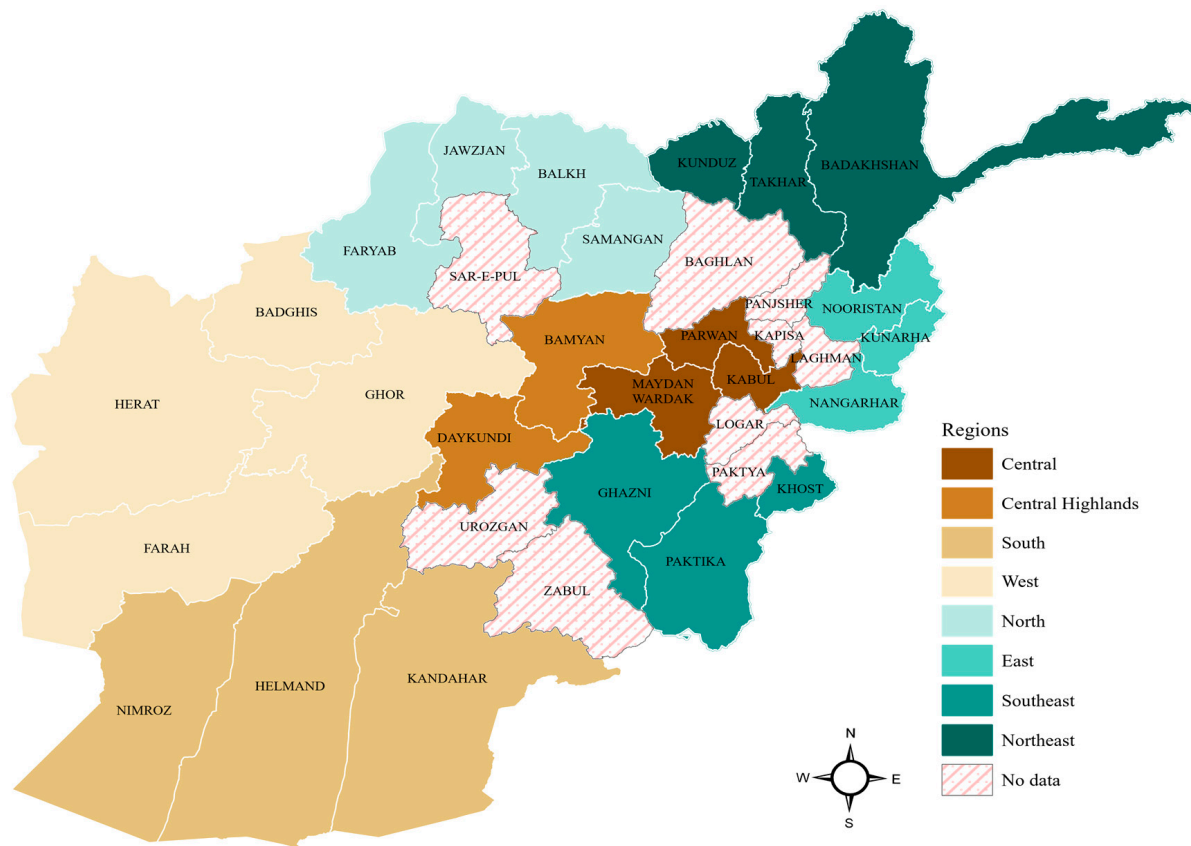 JAWZJAN
BALKH
KUNDUZ
TAKHAR
BADAKHSHAN
FARYAB
SAMANGAN
SAR-E-PUL
BAGHLAN
BADGHIS
PANJSHER
NOORISTAN
BAMYAN
PARWAN
KAPISA
KUNARHA
LAGHMAN
HERAT
GHOR
MAYDAN
WARDAK
KABUL
NANGARHAR
DAYKUNDI
LOGAR
GHAZNI
PAKTYA
KHOST
UROZGAN
FARAH
PAKTIKA
ZABUL
NIMROZ
HELMAND
KANDAHAR
Regions
Central
Central Highlands
South
West
North
East
Southeast
Northeast
No data
N
W
E
S